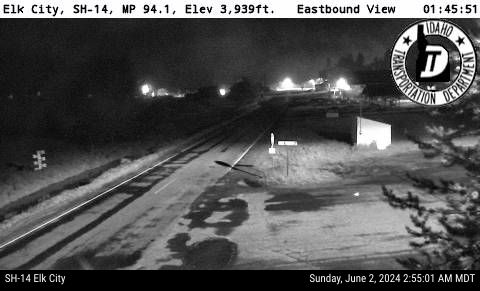 Elk City, SH-14, MP 94.1, Elev 3,939ft.   Eastbound View   01:45:51
IDAHO
TRANSPORTATION DEPARTMENT
SH-14 Elk City   Sunday, June 2, 2024 2:55:01 AM MDT